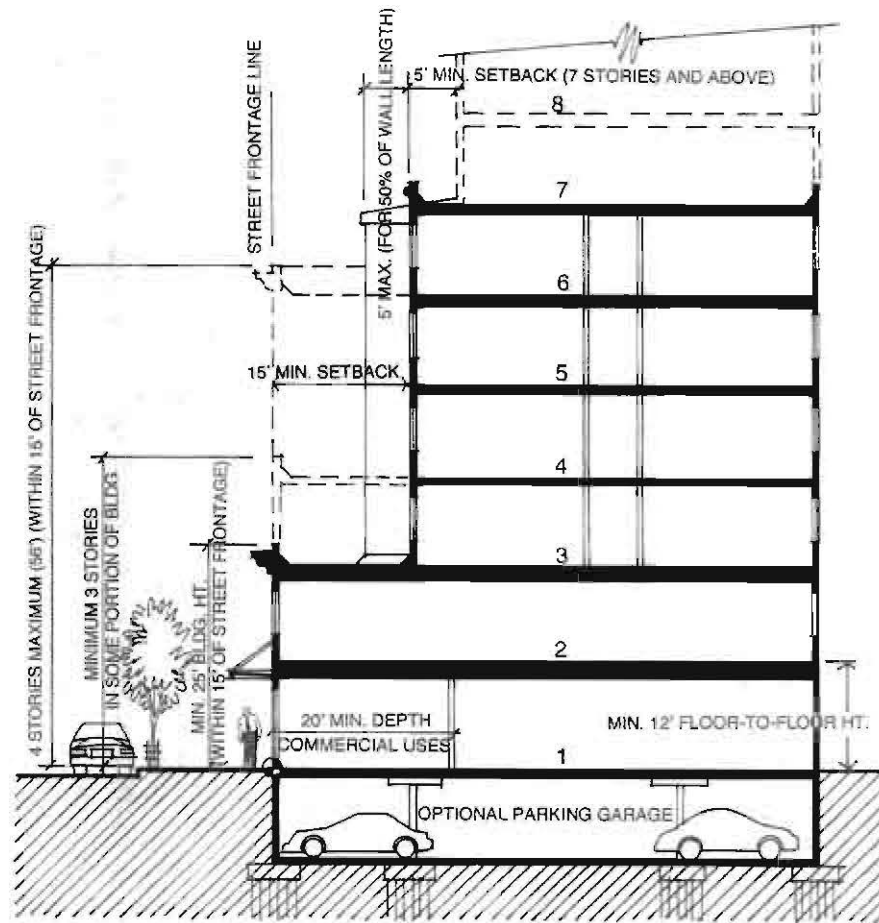 5' MIN. SETBACK (7 STORIES AND ABOVE)
8
STREET FRONTAGE LINE
5' MAX. (FOR 50% OF WALL LENGTH)
7
6
15' MIN. SETBACK
5
4 STORIES MAXIMUM (56') (WITHIN 15' OF STREET FRONTAGE)
4
MINIMUM 3 STORIES
IN SOME PORTION OF BLDG.
MIN. 25' BLDG. HT.
(WITHIN 15' OF STREET FRONTAGE)
3
2
20' MIN. DEPTH
COMMERCIAL USES
MIN. 12' FLOOR-TO-FLOOR HT.
1
OPTIONAL PARKING GARAGE